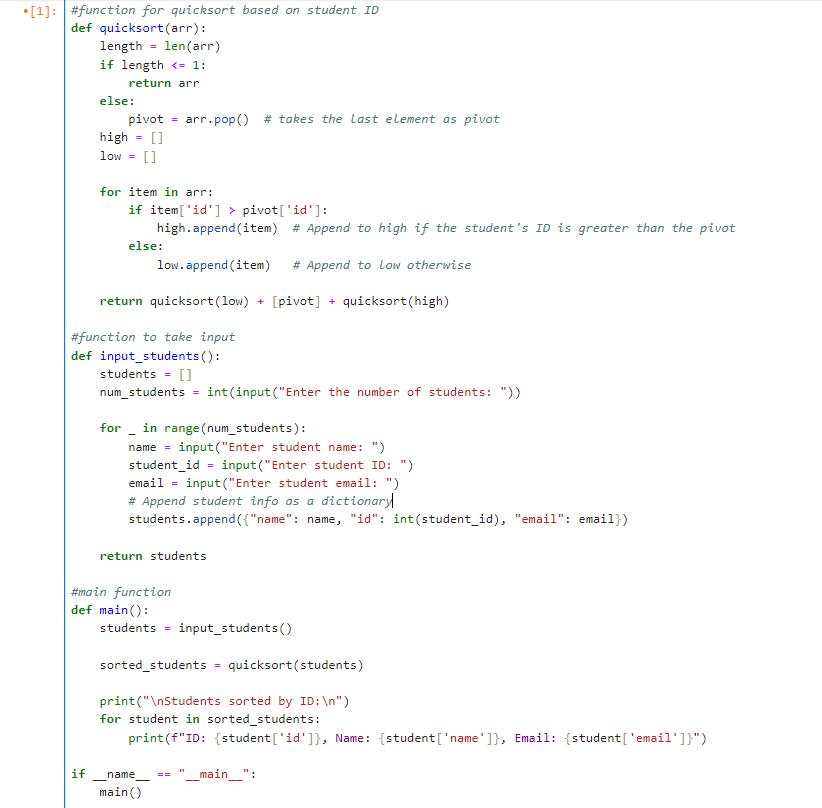 •[1]: #function for quicksort based on student ID
def quicksort(arr):
    length = len(arr)
    if length <= 1:
        return arr
    else:
        pivot = arr.pop()  # takes the last element as pivot
    high = []
    low = []

    for item in arr:
        if item['id'] > pivot['id']:
            high.append(item)  # Append to high if the student's ID is greater than the pivot
        else:
            low.append(item)   # Append to low otherwise

    return quicksort(low) + [pivot] + quicksort(high)

#function to take input
def input_students():
    students = []
    num_students = int(input("Enter the number of students: "))

    for _ in range(num_students):
        name = input("Enter student name: ")
        student_id = input("Enter student ID: ")
        email = input("Enter student email: ")
        # Append student info as a dictionary
        students.append({"name": name, "id": int(student_id), "email": email})

    return students

#main function
def main():
    students = input_students()

    sorted_students = quicksort(students)

    print("\nStudents sorted by ID:\n")
    for student in sorted_students:
        print(f"ID: {student['id']}, Name: {student['name']}, Email: {student['email']}")

if __name__ == "__main__":
    main()